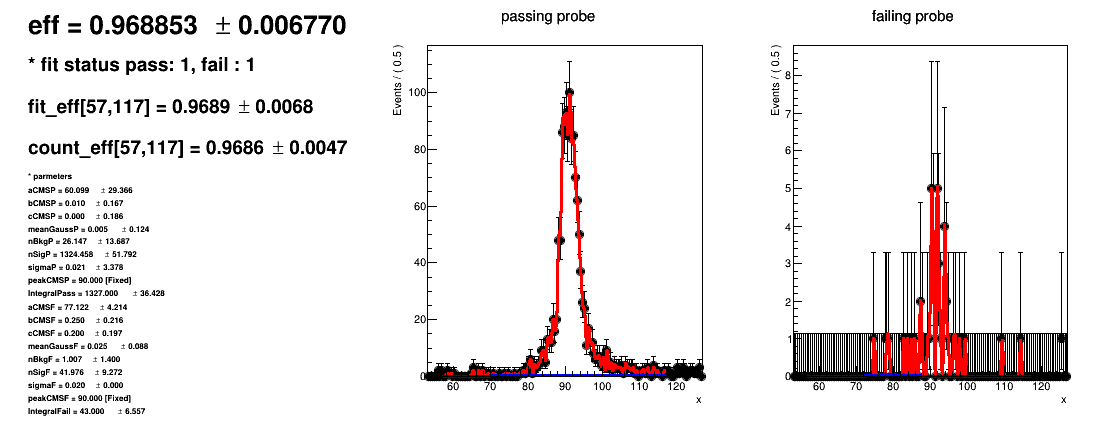 eff = 0.968853 ± 0.006770
* fit status pass: 1, fail : 1
fit_eff[57,117] = 0.9689 ± 0.0068
count_eff[57,117] = 0.9686 ± 0.0047
* parmeters
aCMSP = 60.099 ± 29.366
bCMSP = 0.010 ± 0.167
cCMSP = 0.000 ± 0.186
meanGaussP = 0.005 ± 0.124
nBkgP = 26.147 ± 13.687
nSigP = 1324.458 ± 51.792
sigmaP = 0.021 ± 3.378
peakCMSP = 90.000 [Fixed]
IntegralPass = 1327.000 ± 36.428
aCMSF = 77.122 ± 4.214
bCMSF = 0.250 ± 0.216
cCMSF = 0.200 ± 0.197
meanGaussF = 0.025 ± 0.088
nBkgF = 1.007 ± 1.400
nSigF = 41.976 ± 9.272
sigmaF = 0.020 ± 0.000
peakCMSF = 90.000 [Fixed]
IntegralFail = 43.000 ± 6.557
passing probe
Events / ( 0.5 )
100
80
60
40
20
0
60 70 80 90 100 110 120
x
failing probe
Events / ( 0.5 )
8
7
6
5
4
3
2
1
0
60 70 80 90 100 110 120
x